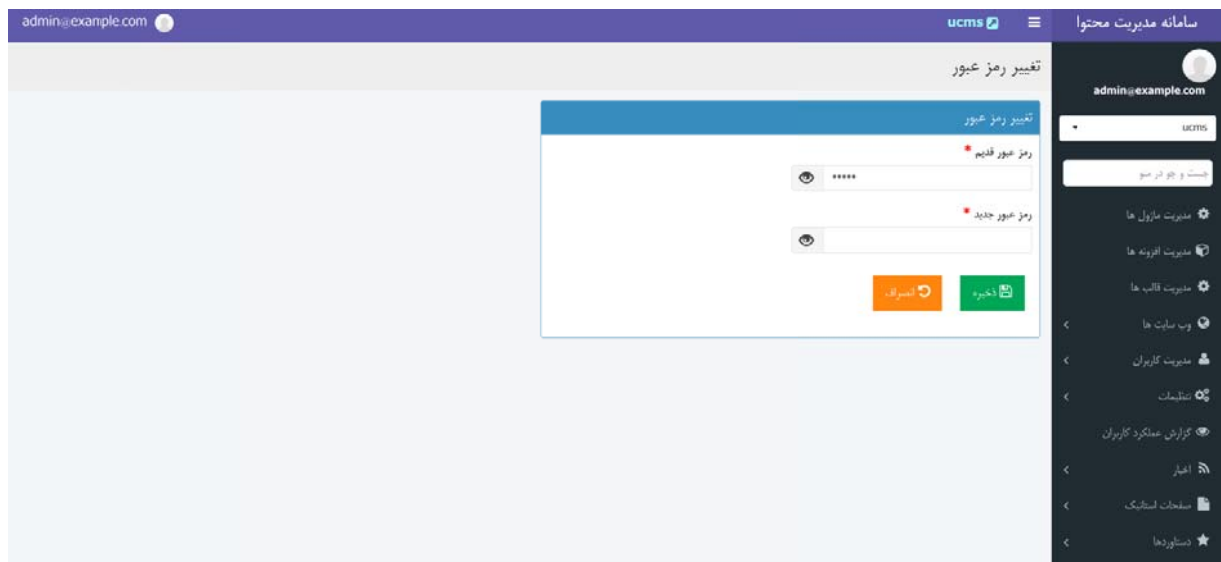 سامانه مدیریت محتوا
ucms
admin@example.com
admin@example.com
ucms
جست و جو در منو
مدیریت ماژول ها
مدیریت افزونه ها
مدیریت قالب ها
وب سایت ها
مدیریت کاربران
تنظیمات
گزارش عملکرد کاربران
اخبار
صفحات استاتیک
دستاوردها
تغییر رمز عبور
تغییر رمز عبور
رمز عبور قدیم *
•••••
رمز عبور جدید *
ذخیره
انصراف